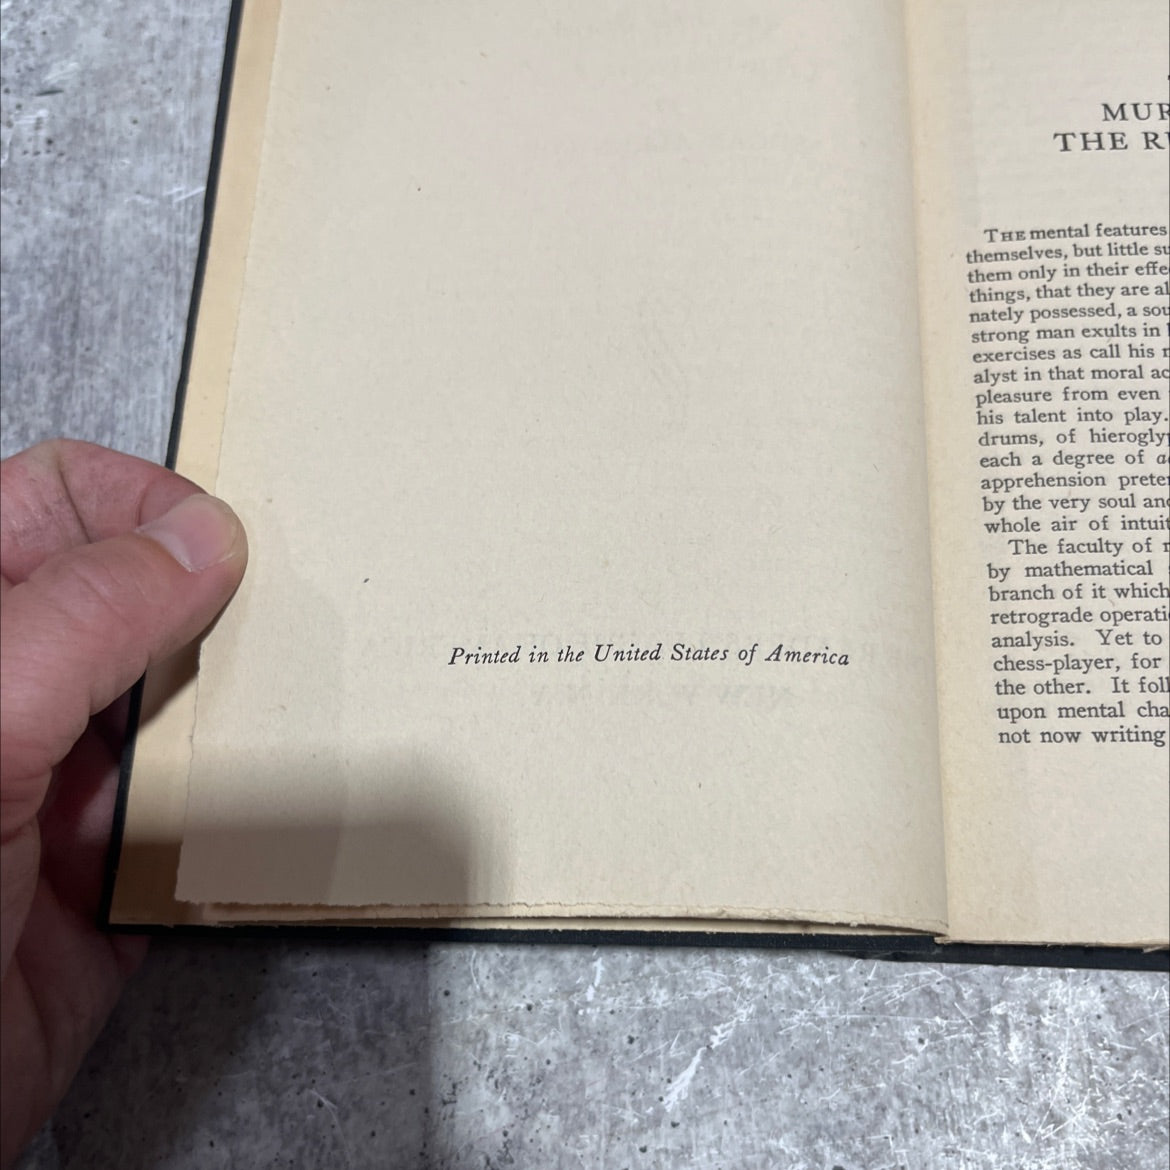 Printed in the United States of America
MUR
THE RU
THE mental features
themselves, but little su
them only in their effe
things, that they are al
nately possessed, a sou
strong man exults in
exercises as call his
alyst in that moral ac
pleasure from even
his talent into play.
drums, of hieroglyp
each a degree of ac
apprehension preter
by the very soul and
whole air of intuit
The faculty of r
by mathematical
branch of it which
retrograde operati
analysis. Yet to
chess-player, for
the other. It foll
upon mental cha
not now writing